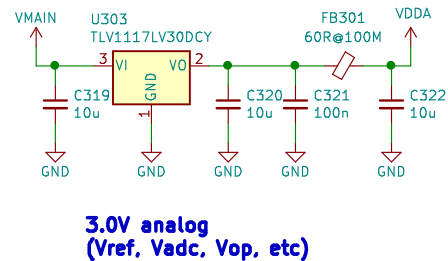 VMAIN
U303
TLV1117LV30DCY
FB301
60R@100M
VDDA
3
VI
VO
2
GND
1
C319
10u
C320
10u
C321
100n
C322
10u
GND
GND
GND
GND
GND
3.0V analog
(Vref, Vadc, Vop, etc)